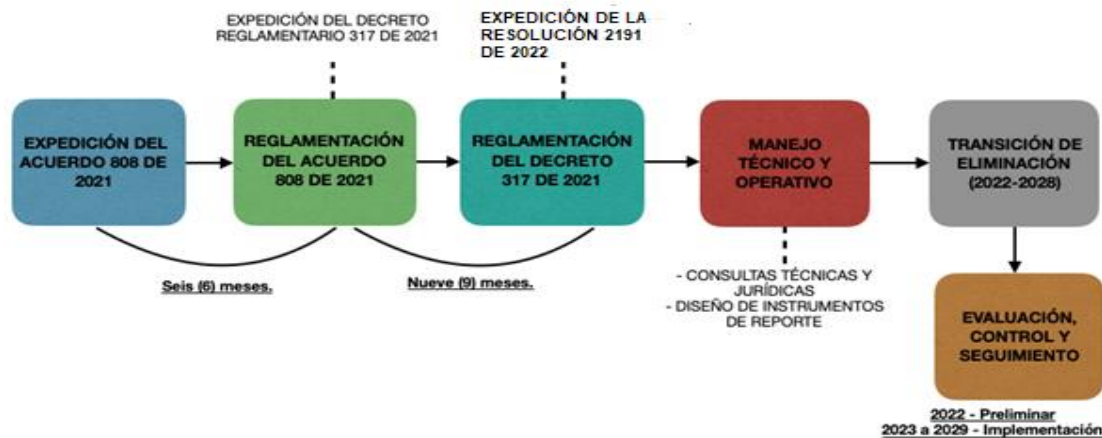 EXPEDICIÓN DEL DECRETO
REGLAMENTARIO 317 DE 2021
EXPEDICIÓN DE LA
RESOLUCIÓN 2191
DE 2022
EXPEDICIÓN DEL
ACUERDO 808 DE
2021
REGLAMENTACIÓN
DEL ACUERDO
808 DE 2021
REGLAMENTACIÓN
DEL DECRETO
317 DE 2021
MANEJO
TÉCNICO Y
OPERATIVO
TRANSICIÓN DE
ELIMINACIÓN
(2022-2028)
Seis (6) meses.
Nueve (9) meses.
- CONSULTAS TÉCNICAS Y
JURÍDICAS
- DISEÑO DE INSTRUMENTOS
DE REPORTE
EVALUACIÓN,
CONTROL Y
SEGUIMIENTO
2022 - Preliminar
2023 a 2029 - Implementación